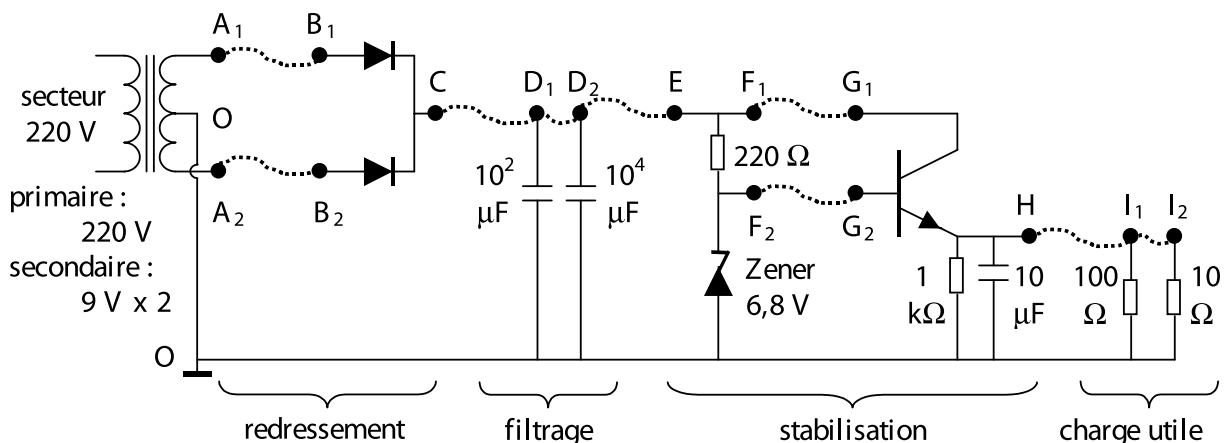 A1 B1
C D1 D2 E F1 G1
secteur
220 V
O
220 Ω
10² µF
10⁴ µF
A2 B2
F2 G2
H I1 I2
primaire :
220 V
secondaire :
9 V x 2
Zener
6,8 V
1
kΩ
10
µF
100
Ω
10
Ω
O
redressement
filtrage
stabilisation
charge utile